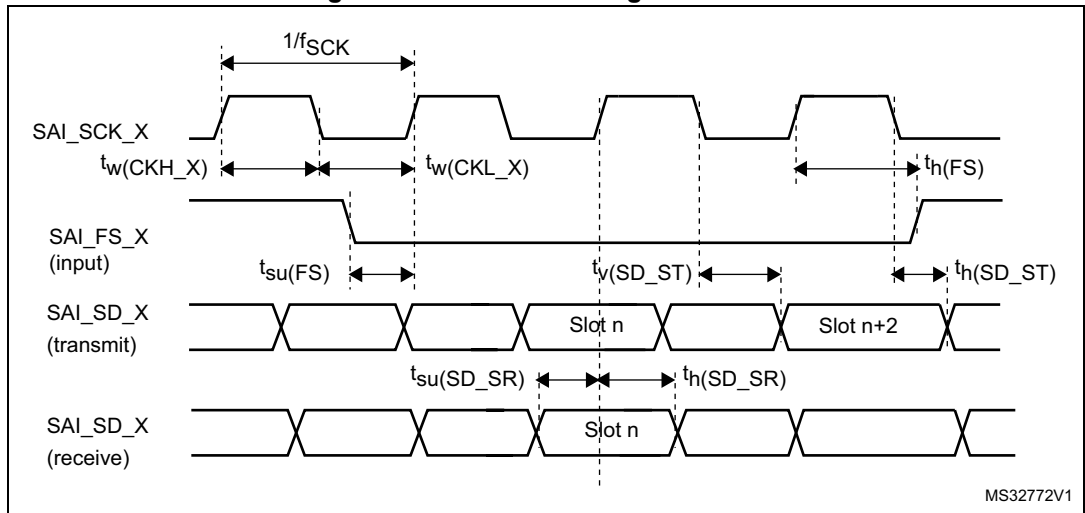 1/fSCK
SAI_SCK_X
tw(CKH_X)
tw(CKL_X)
th(FS)
SAI_FS_X
(input)
tsu(FS)
tv(SD_ST)
th(SD_ST)
SAI_SD_X
(transmit)
Slot n
Slot n+2
tsu(SD_SR)
th(SD_SR)
SAI_SD_X
(receive)
Slot n
MS32772V1